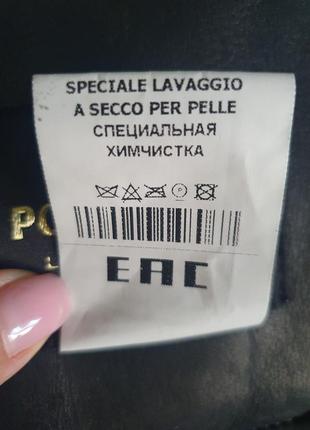 SPECIALE LAVAGGIO
A SECCO PER PELLE
СПЕЦИАЛЬНАЯ
ХИМЧИСТКА
EAC